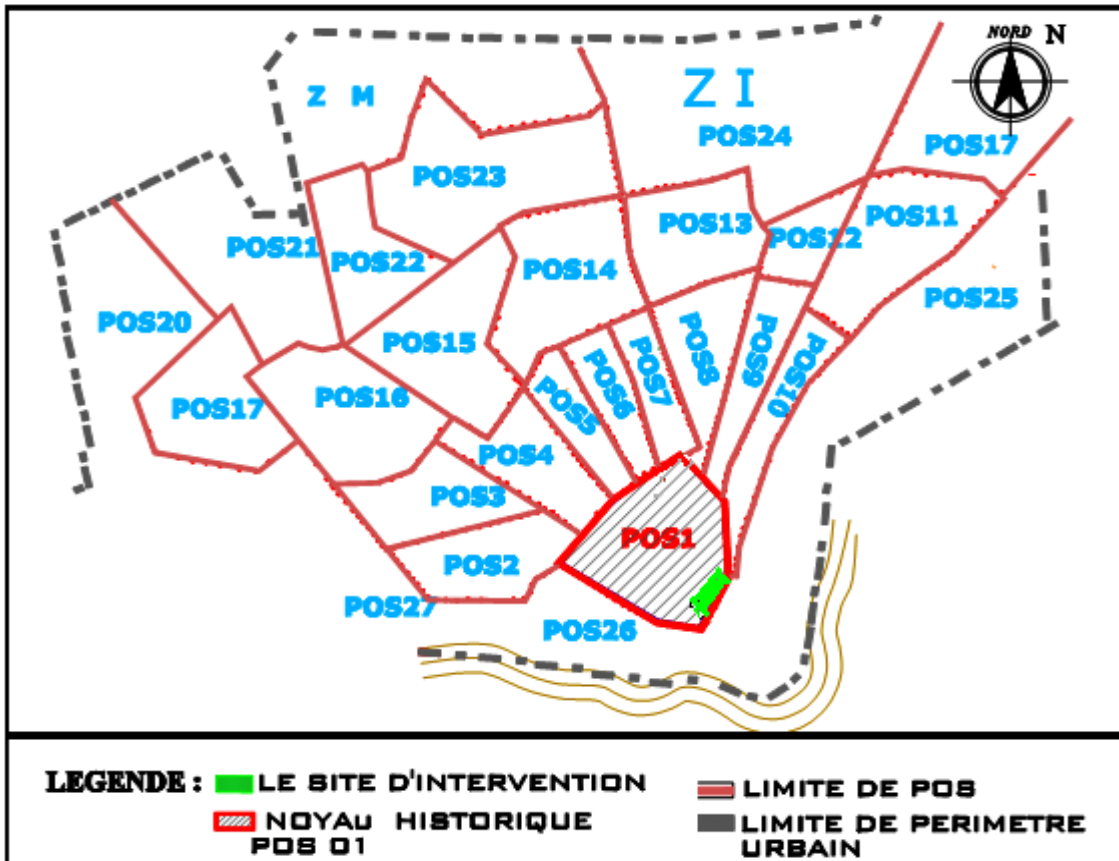 NORD N
Z M
Z I
POS24
POS17
POS23
POS11
POS13
POS12
POS21
POS22
POS14
POS25
POS20
POS15
POS8
POS9
POS10
POS7
POS6
POS5
POS17
POS16
POS4
POS3
POS1
POS2
POS27
POS26
LEGENDE :
LE SITE D'INTERVENTION
LIMITE DE POS
NOYAU HISTORIQUE
POS 01
LIMITE DE PERIMETRE
URBAIN